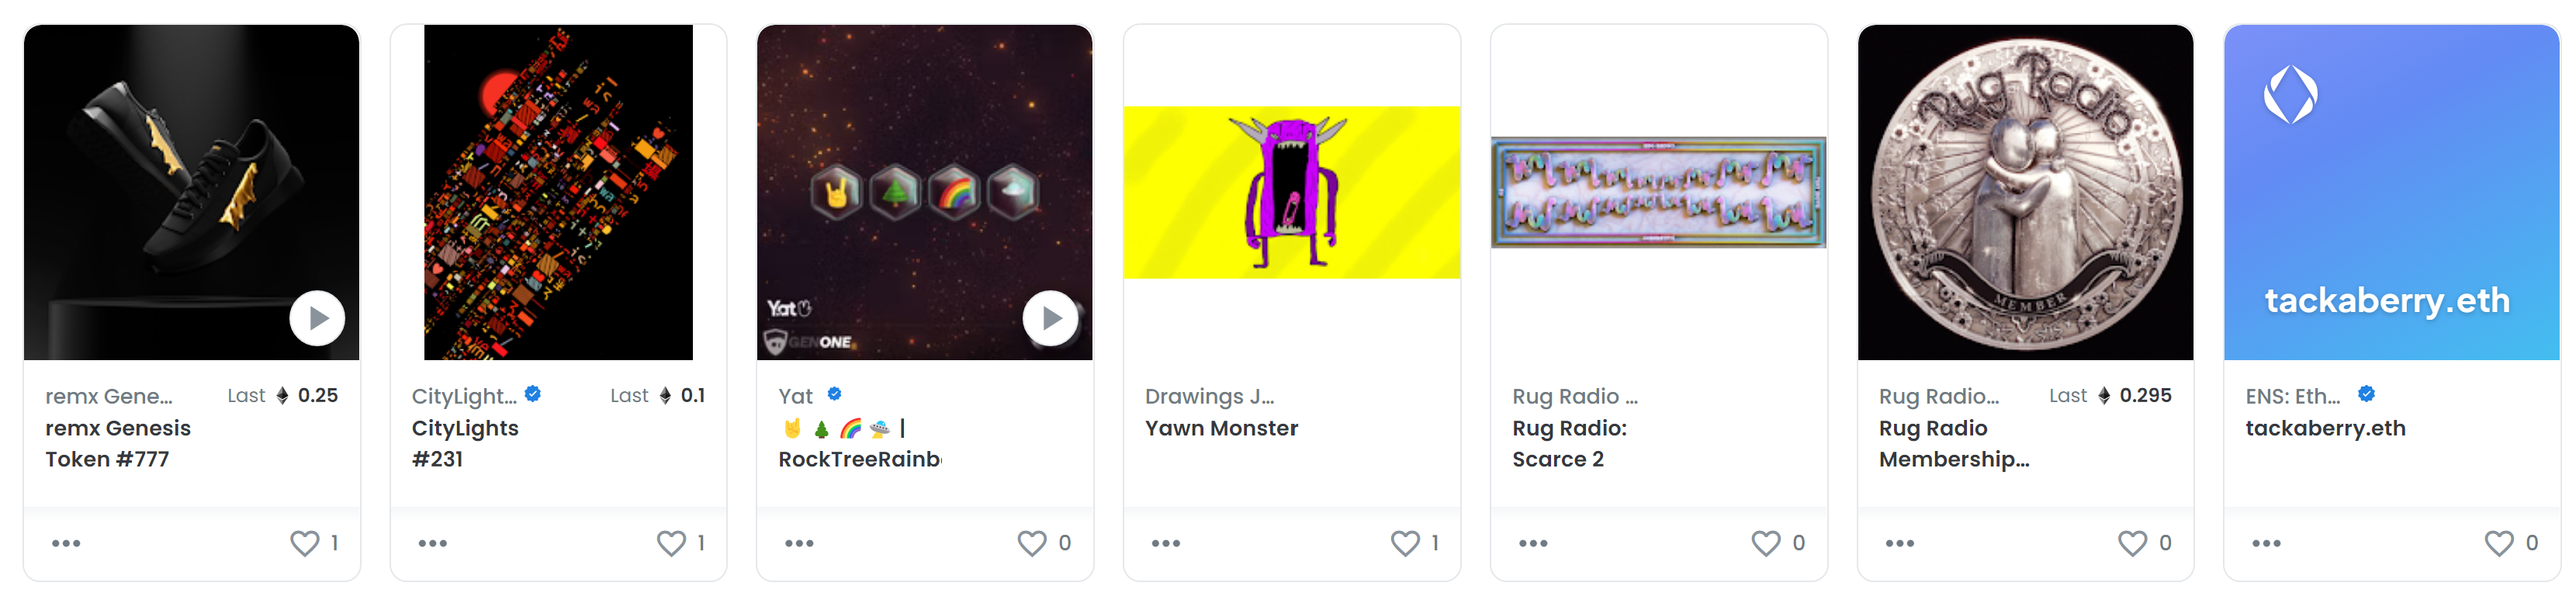 Yat
GENONE
Rug Radio
MEMBER
tackaberry.eth
remx Gene...
Last 0.25
remx Genesis
Token #777
1
CityLight...
Last 0.1
CityLights
#231
1
Yat
🤘 🌲 🌈 🛸 |
RockTreeRainb
0
Drawings J...
Yawn Monster
1
Rug Radio ...
Rug Radio:
Scarce 2
0
Rug Radio...
Last 0.295
Rug Radio
Membership...
0
ENS: Eth...
tackaberry.eth
0